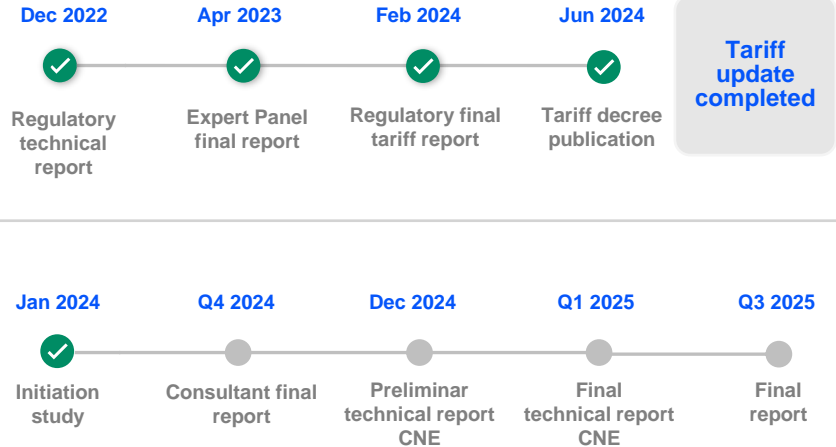 Dec 2022
Apr 2023
Feb 2024
Jun 2024
Tariff
update
completed
Regulatory
technical
report
Expert Panel
final report
Regulatory final
tariff report
Tariff decree
publication
Jan 2024
Q4 2024
Dec 2024
Q1 2025
Q3 2025
Initiation
study
Consultant final
report
Preliminar
technical report
CNE
Final
technical report
CNE
Final
report